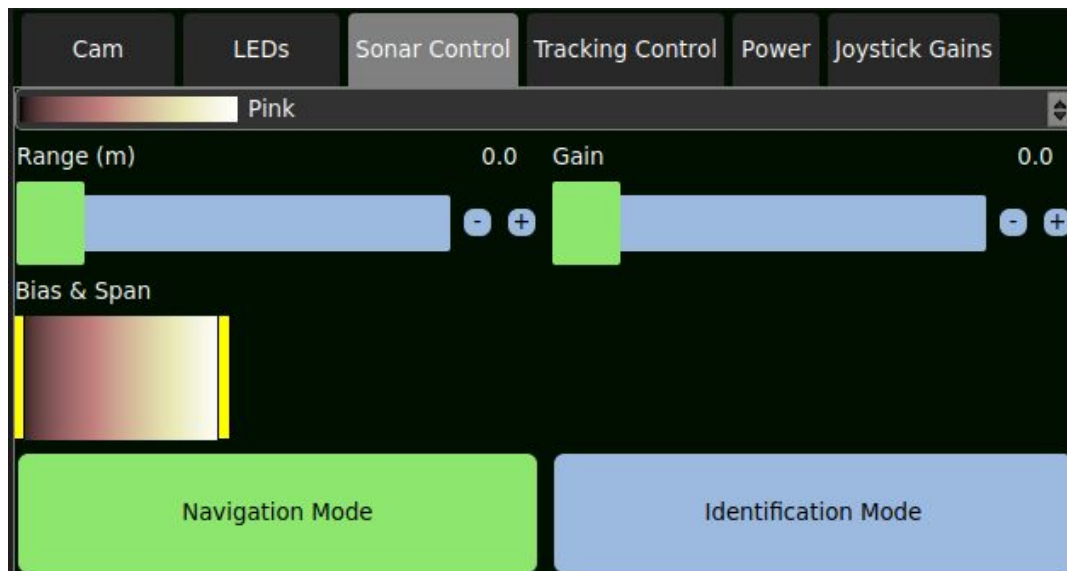 Cam LEDs Sonar Control Tracking Control Power Joystick Gains
Pink
Range (m) 0.0 Gain 0.0
- + - +
Bias & Span
Navigation Mode Identification Mode